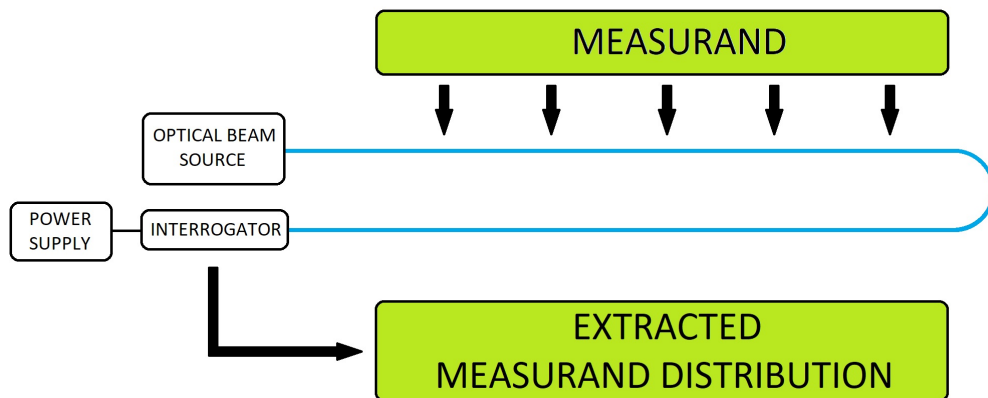 MEASURAND
OPTICAL BEAM
SOURCE
POWER
SUPPLY
INTERROGATOR
EXTRACTED
MEASURAND DISTRIBUTION